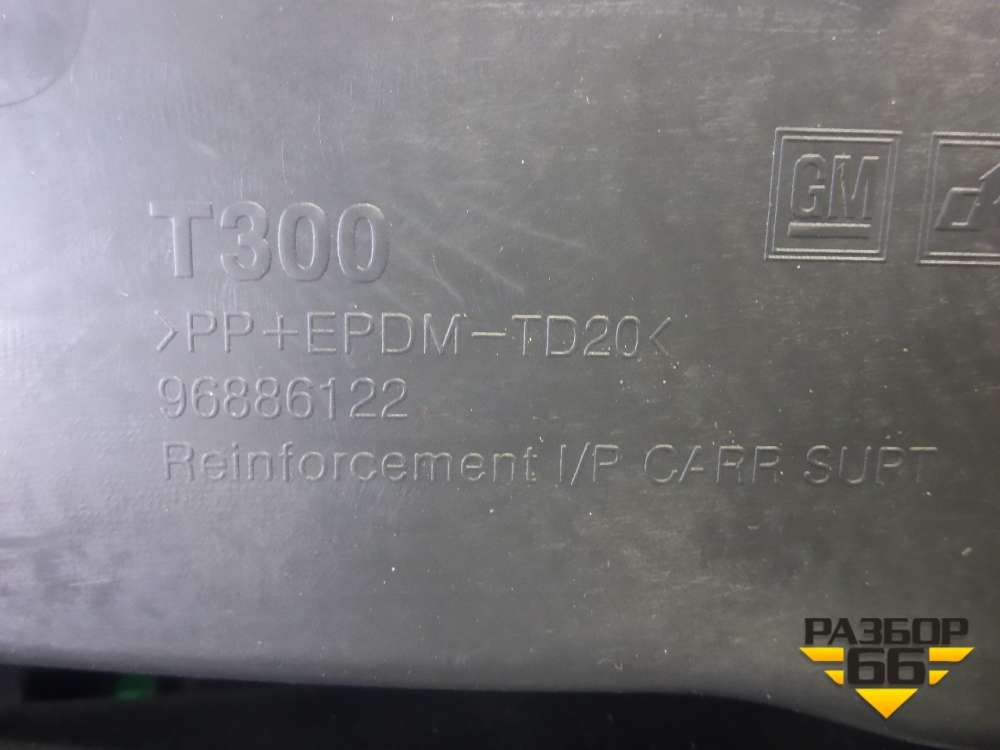 GM
T300
>PP+EPDM-TD20<
96886122
Reinforcement I/P CARR SUPT
РАЗБОР
66